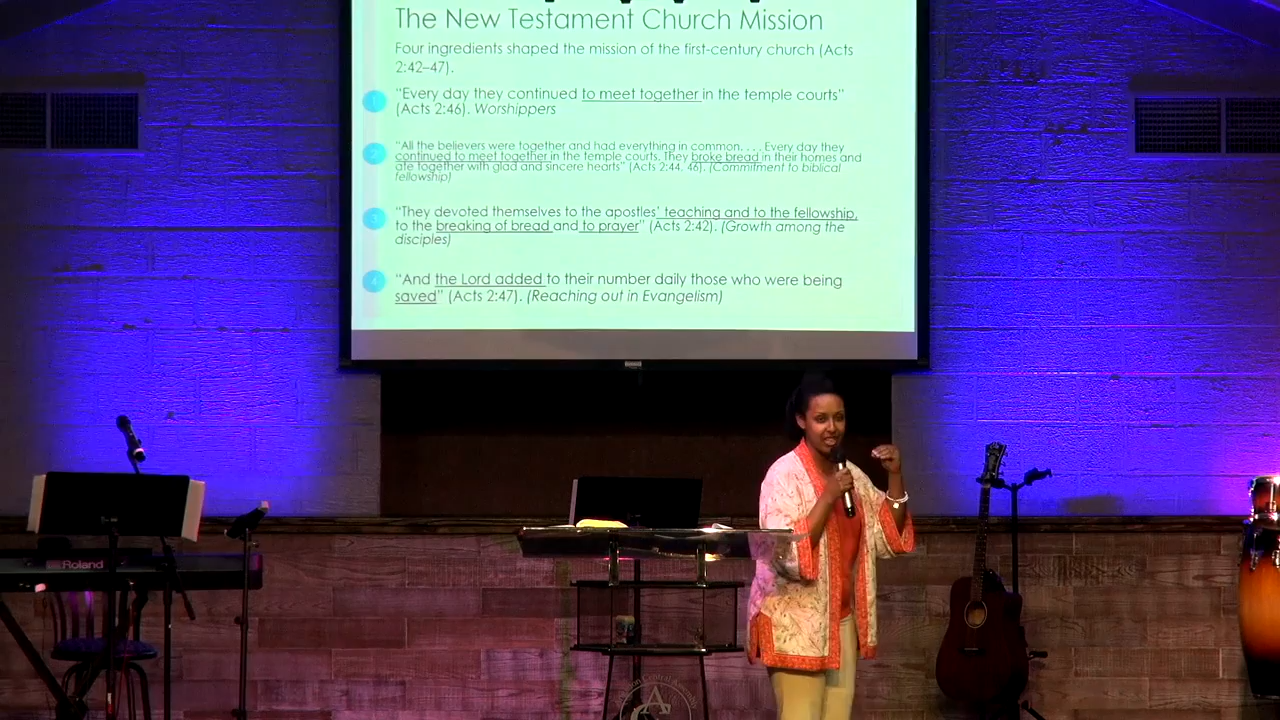 The New Testament Church Mission
Four ingredients shaped the mission of the first-century church (Acts
2:42–47).
1
“Every day they continued to meet together in the temple courts”
(Acts 2:46). Worshippers
2
“All the believers were together and had everything in common. . . . Every day they
continued to meet together in the temple courts. They broke bread in their homes and
ate together with glad and sincere hearts” (Acts 2:44, 46). (Commitment to biblical
fellowship)
3
“They devoted themselves to the apostles’ teaching and to the fellowship,
to the breaking of bread and to prayer” (Acts 2:42). (Growth among the
disciples)
4
“And the Lord added to their number daily those who were being
saved” (Acts 2:47). (Reaching out in Evangelism)
Roland
Central Assembly